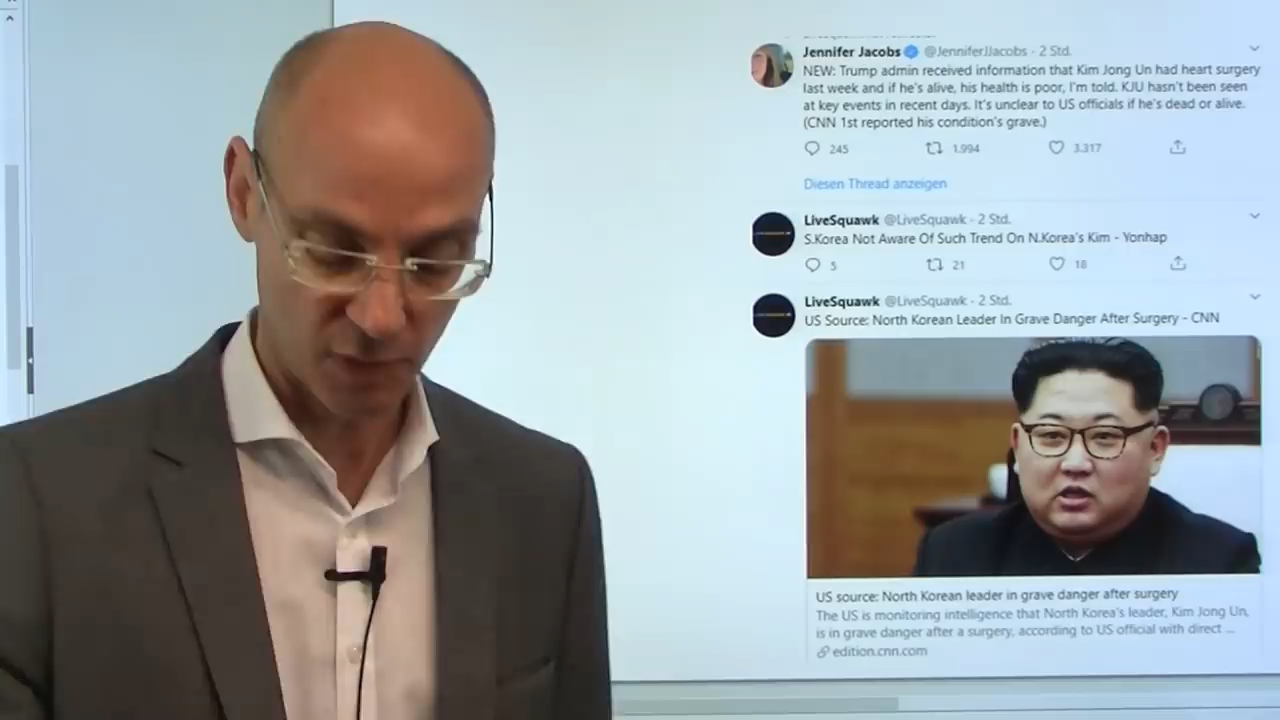 Jennifer Jacobs @JenniferJJacobs · 2 Std.
NEW: Trump admin received information that Kim Jong Un had heart surgery
last week and if he's alive, his health is poor, I'm told. KJU hasn't been seen
at key events in recent days. It's unclear to US officials if he's dead or alive.
(CNN 1st reported his condition's grave.)
245 1.994 3.317
Diesen Thread anzeigen
LiveSquawk @LiveSquawk · 2 Std.
S.Korea Not Aware Of Such Trend On N.Korea's Kim - Yonhap
5 21 18
LiveSquawk @LiveSquawk · 2 Std.
US Source: North Korean Leader In Grave Danger After Surgery - CNN
US source: North Korean leader in grave danger after surgery
The US is monitoring intelligence that North Korea's leader, Kim Jong Un,
is in grave danger after a surgery, according to US official with direct ...
edition.cnn.com